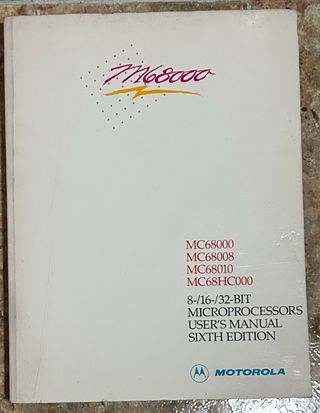 M68000
MC68000
MC68008
MC68010
MC68HC000
8-/16-/32-BIT
MICROPROCESSORS
USER'S MANUAL
SIXTH EDITION
MOTOROLA